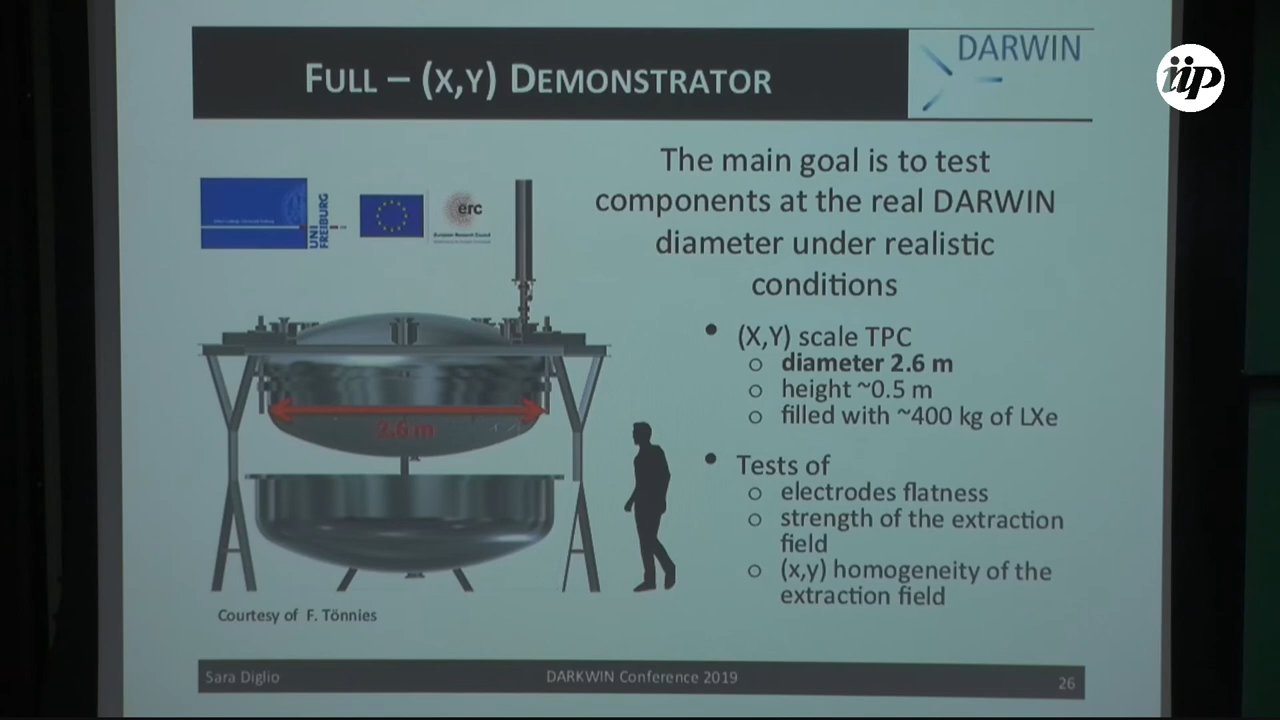 FULL – (X,Y) DEMONSTRATOR
DARWIN
iip
UNI
FREIBURG
erc
European Research Council
The main goal is to test
components at the real DARWIN
diameter under realistic
conditions
• (X,Y) scale TPC
o diameter 2.6 m
o height ~0.5 m
o filled with ~400 kg of LXe
• Tests of
o electrodes flatness
o strength of the extraction
field
o (x,y) homogeneity of the
extraction field
2.6 m
Courtesy of F. Tönnies
Sara Diglio
DARKWIN Conference 2019
26